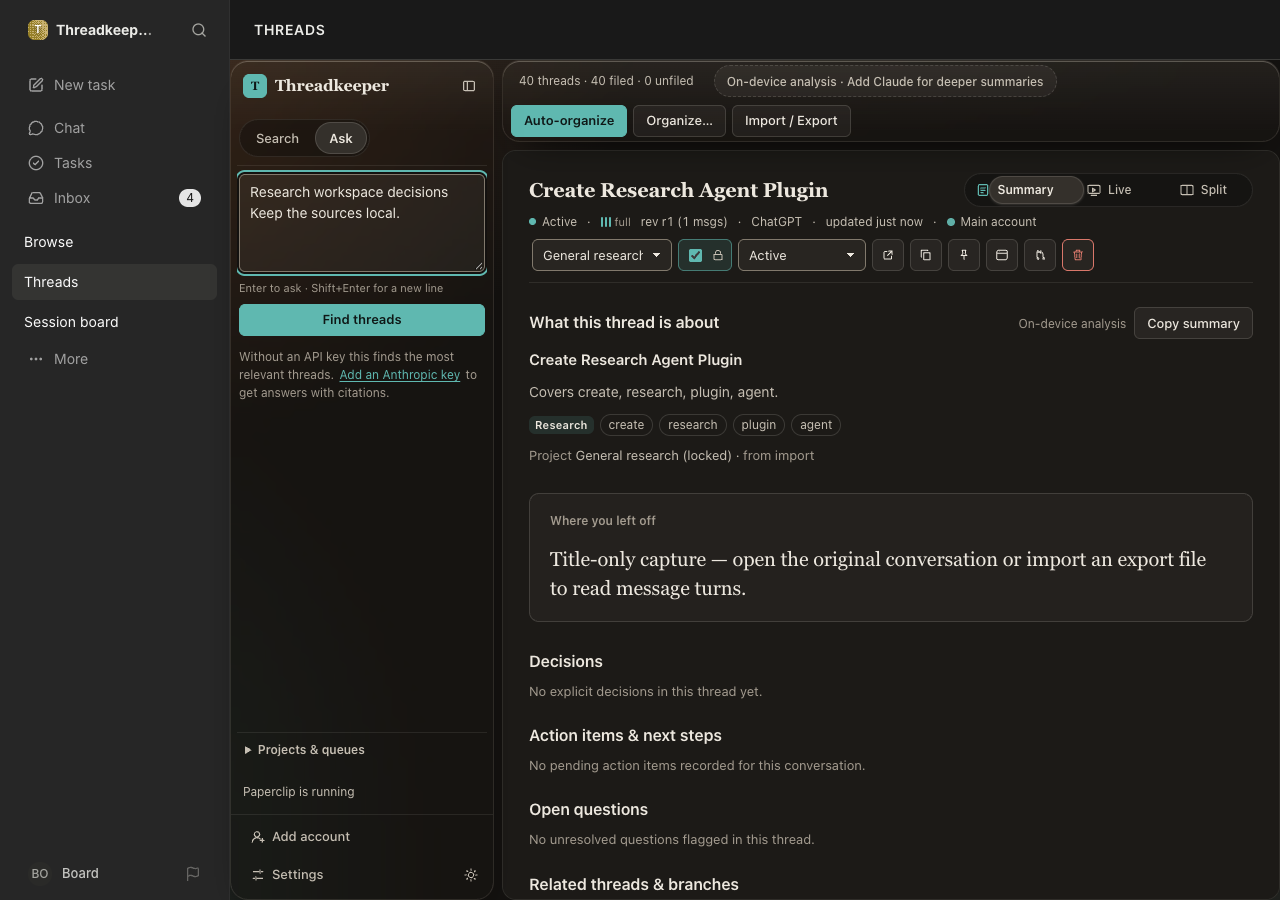 T Threadkeep...
New task
Chat
Tasks
Inbox 4
Browse
Threads
Session board
More
BO Board
THREADS
T Threadkeeper
Search Ask
Research workspace decisions
Keep the sources local.
Enter to ask · Shift+Enter for a new line
Find threads
Without an API key this finds the most
relevant threads. Add an Anthropic key to
get answers with citations.
Projects & queues
Paperclip is running
Add account
Settings
40 threads · 40 filed · 0 unfiled On-device analysis · Add Claude for deeper summaries
Auto-organize Organize... Import / Export
Create Research Agent Plugin Summary Live Split
Active · full rev r1 (1 msgs) · ChatGPT · updated just now · Main account
General research Active
What this thread is about On-device analysis Copy summary
Create Research Agent Plugin
Covers create, research, plugin, agent.
Research create research plugin agent
Project General research (locked) · from import
Where you left off
Title-only capture — open the original conversation or import an export file
to read message turns.
Decisions
No explicit decisions in this thread yet.
Action items & next steps
No pending action items recorded for this conversation.
Open questions
No unresolved questions flagged in this thread.
Related threads & branches